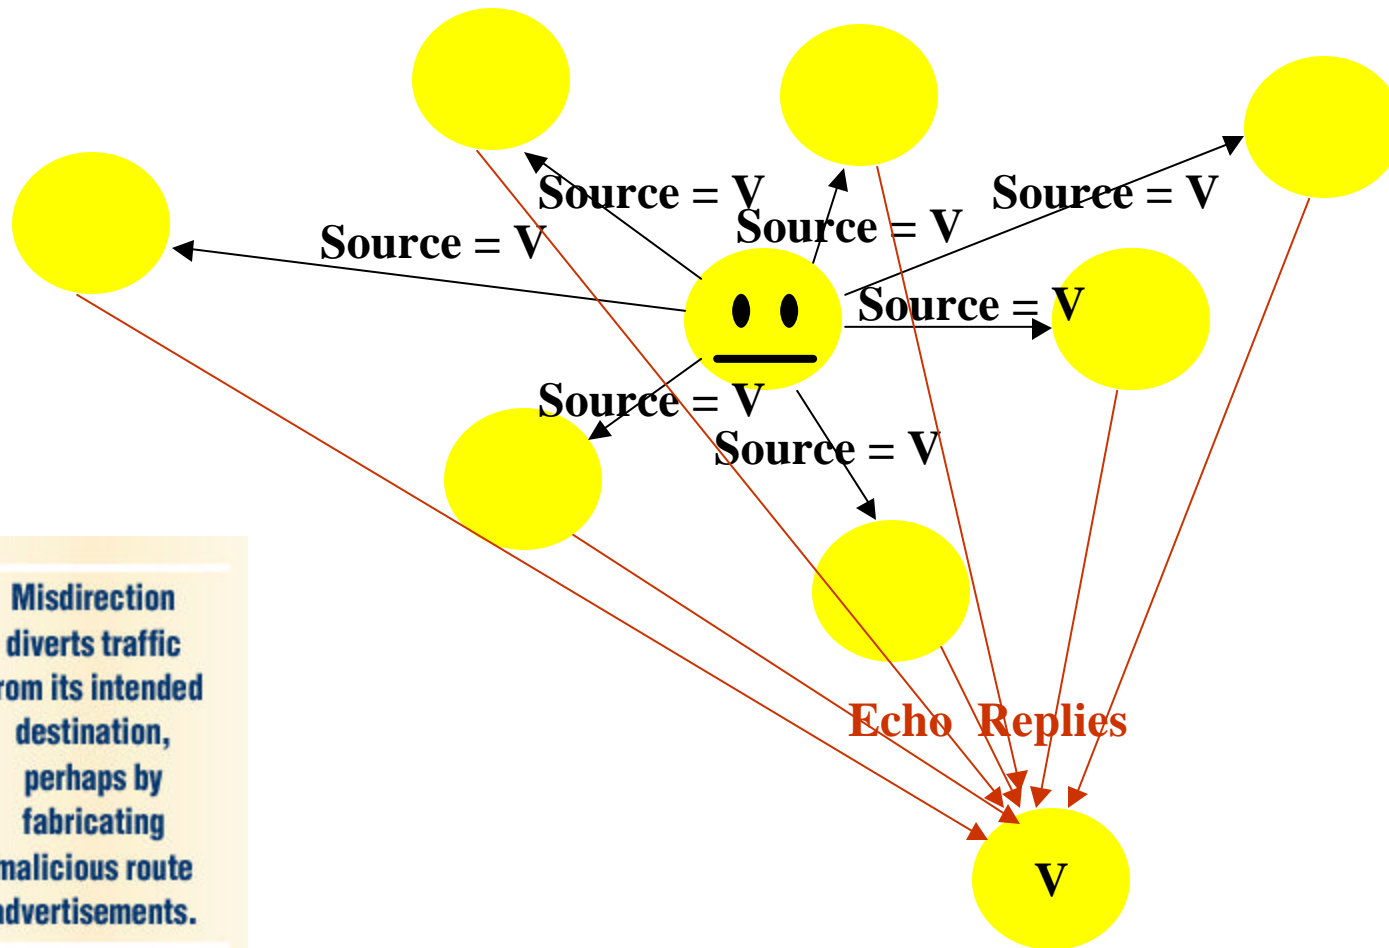 Source = V
Source = V
Source = V
Source = V
Source = V
Source = V
Source = V
Echo Replies
V
Misdirection
diverts traffic
rom its intended
destination,
perhaps by
fabricating
malicious route
advertisements.